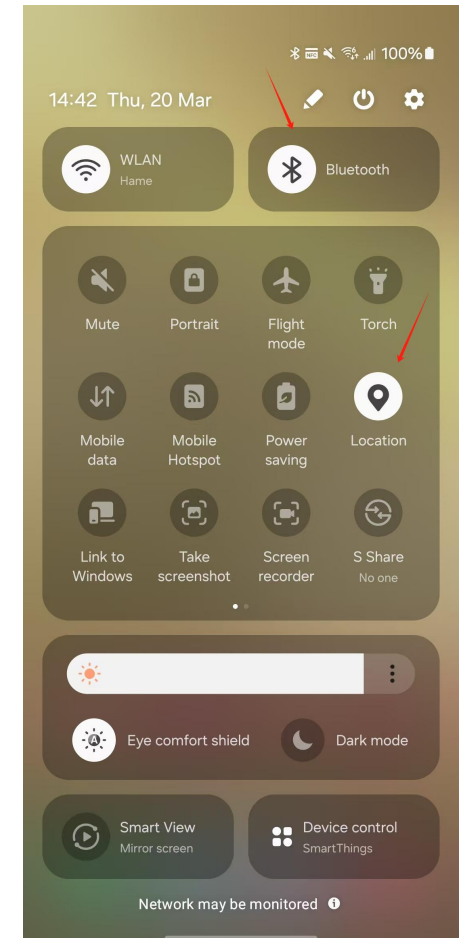 NFC 6 100%
14:42 Thu, 20 Mar
WLAN
Hame
Bluetooth
Mute Portrait Flight mode Torch
Mobile data Mobile Hotspot Power saving Location
Link to Windows Take screenshot Screen recorder S Share
No one
A
Eye comfort shield Dark mode
Smart View
Mirror screen
Device control
SmartThings
Network may be monitored